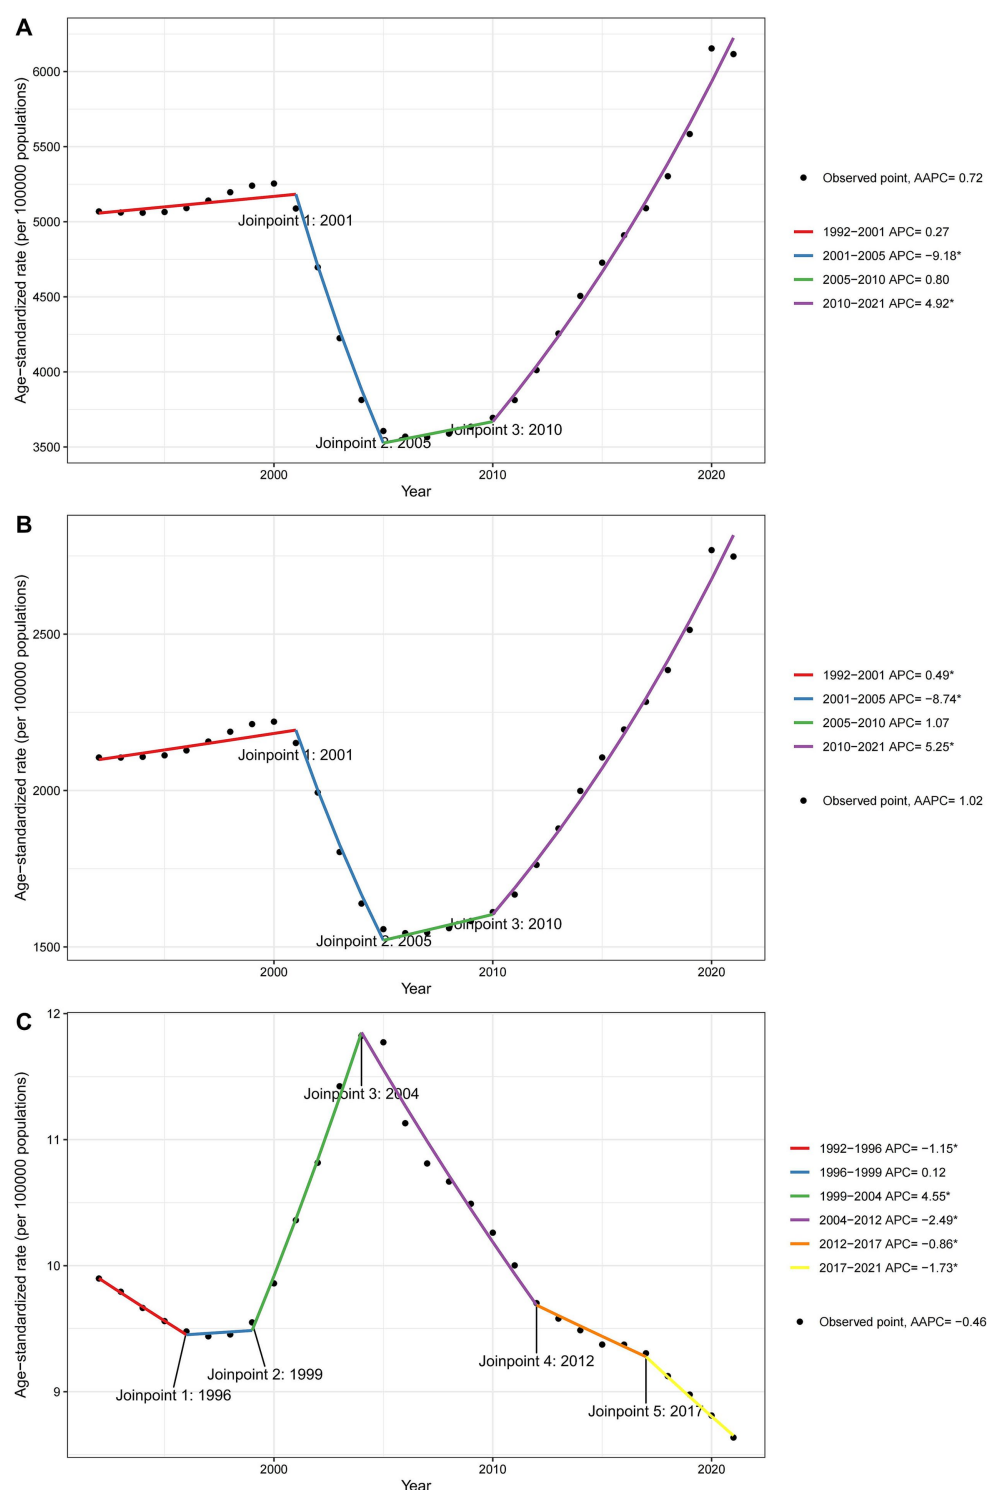 A
Age−standardized rate (per 100000 populations)
6000
5500
5000
4500
4000
3500
Joinpoint 1: 2001
Joinpoint 2: 2005
Joinpoint 3: 2010
2000
2010
2020
Year
Observed point, AAPC= 0.72
1992−2001 APC= 0.27
2001−2005 APC= −9.18*
2005−2010 APC= 0.80
2010−2021 APC= 4.92*
B
Age−standardized rate (per 100000 populations)
2500
2000
1500
Joinpoint 1: 2001
Joinpoint 2: 2005
Joinpoint 3: 2010
2000
2010
2020
Year
1992−2001 APC= 0.49*
2001−2005 APC= −8.74*
2005−2010 APC= 1.07
2010−2021 APC= 5.25*
Observed point, AAPC= 1.02
C
Age−standardized rate (per 100000 populations)
12
11
10
9
Joinpoint 3: 2004
Joinpoint 4: 2012
Joinpoint 2: 1999
Joinpoint 1: 1996
Joinpoint 5: 2017
2000
2010
2020
Year
1992−1996 APC= −1.15*
1996−1999 APC= 0.12
1999−2004 APC= 4.55*
2004−2012 APC= −2.49*
2012−2017 APC= −0.86*
2017−2021 APC= −1.73*
Observed point, AAPC= −0.46